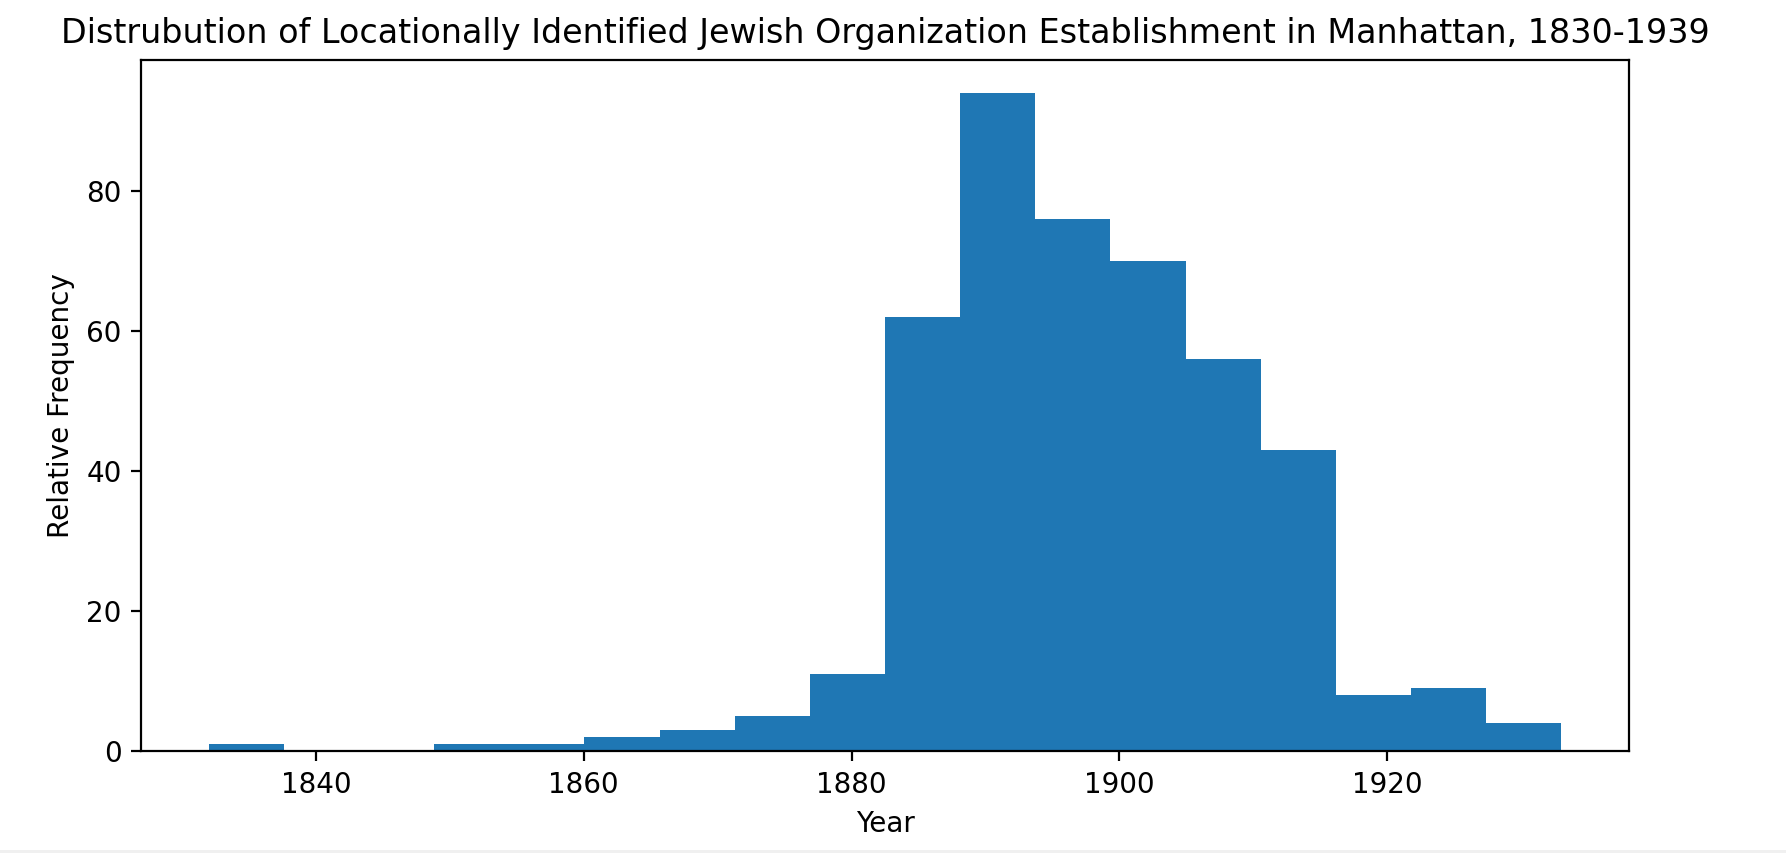 Distrubution of Locationally Identified Jewish Organization Establishment in Manhattan, 1830-1939
Relative Frequency
80
60
40
20
0
1840 1860 1880 1900 1920
Year